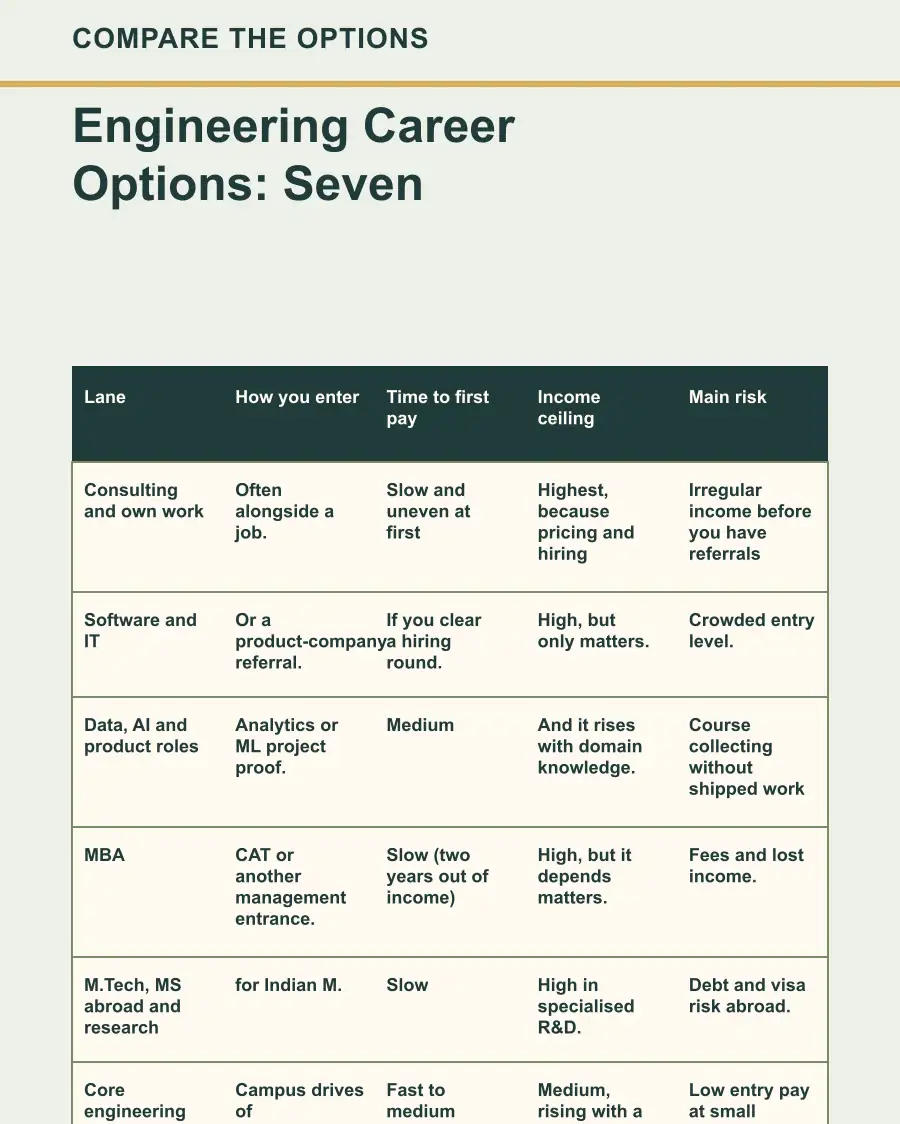 COMPARE THE OPTIONS
Engineering Career
Options: Seven
Lane
How you enter
Time to first
pay
Income
ceiling
Main risk
Consulting
and own work
Often
alongside a
job.
Slow and
uneven at
first
Highest,
because
pricing and
hiring
Irregular
income before
you have
referrals
Software and
IT
Or a
product-company
referral.
If you clear
a hiring
round.
High, but
only matters.
Crowded entry
level.
Data, AI and
product roles
Analytics or
ML project
proof.
Medium
And it rises
with domain
knowledge.
Course
collecting
without
shipped work
MBA
CAT or
another
management
entrance.
Slow (two
years out of
income)
High, but it
depends
matters.
Fees and lost
income.
M.Tech, MS
abroad and
research
for Indian M.
Slow
High in
specialised
R&D.
Debt and visa
risk abroad.
Core
engineering
Campus drives
of
Fast to
medium
Medium,
rising with a
Low entry pay
at small